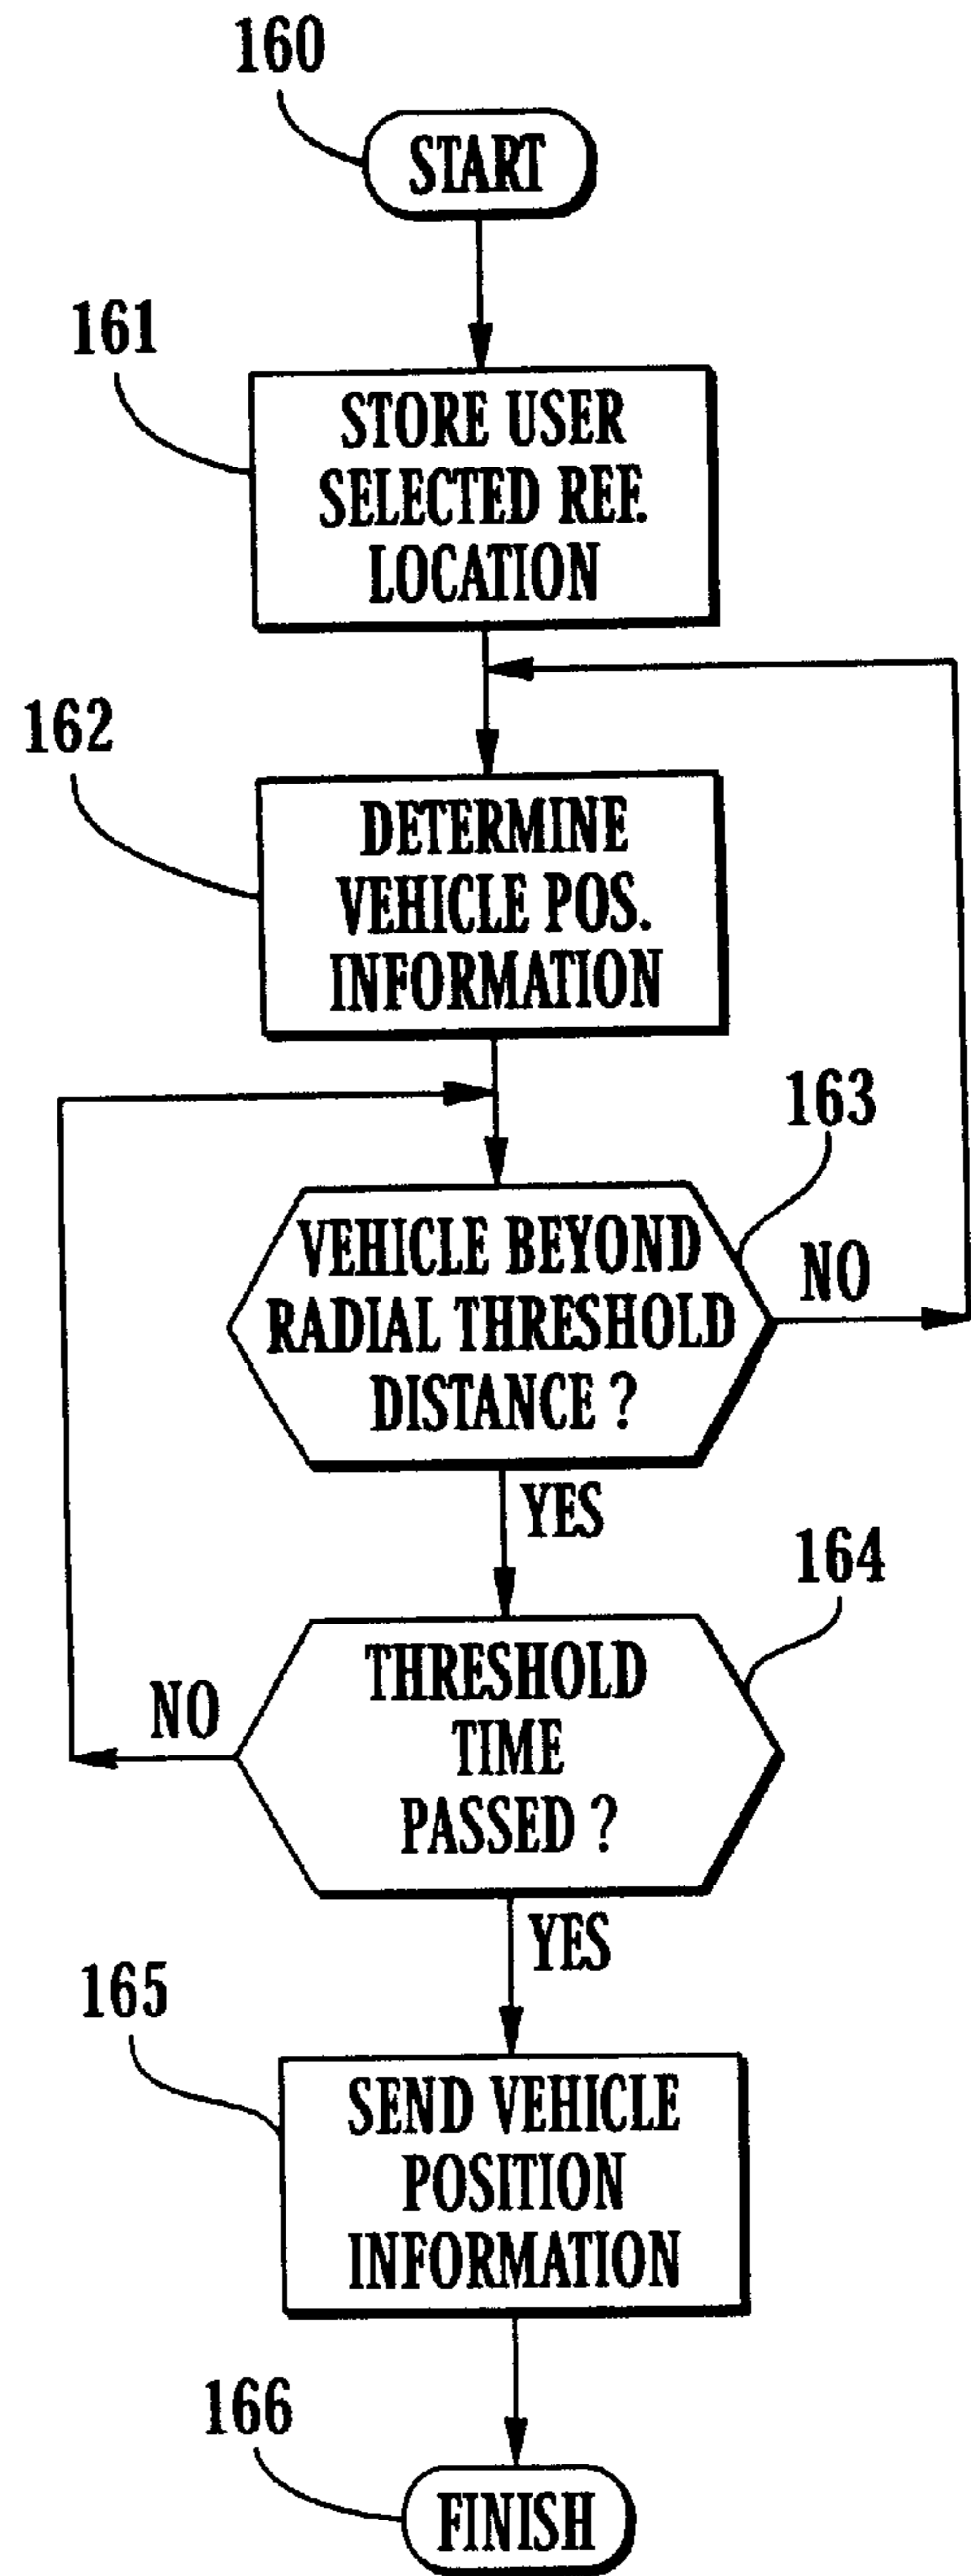 160
START
161
STORE USER
SELECTED REF.
LOCATION
162
DETERMINE
VEHICLE POS.
INFORMATION
163
VEHICLE BEYOND
RADIAL THRESHOLD
DISTANCE ?
NO
YES
164
THRESHOLD
TIME
PASSED ?
NO
YES
165
SEND VEHICLE
POSITION
INFORMATION
166
FINISH